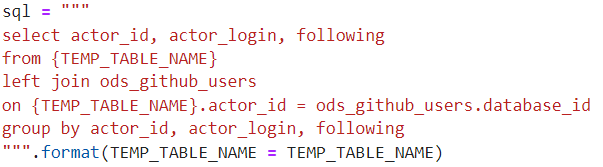 sql = """
select actor_id, actor_login, following
from {TEMP_TABLE_NAME}
left join ods_github_users
on {TEMP_TABLE_NAME}.actor_id = ods_github_users.database_id
group by actor_id, actor_login, following
""".format(TEMP_TABLE_NAME = TEMP_TABLE_NAME)